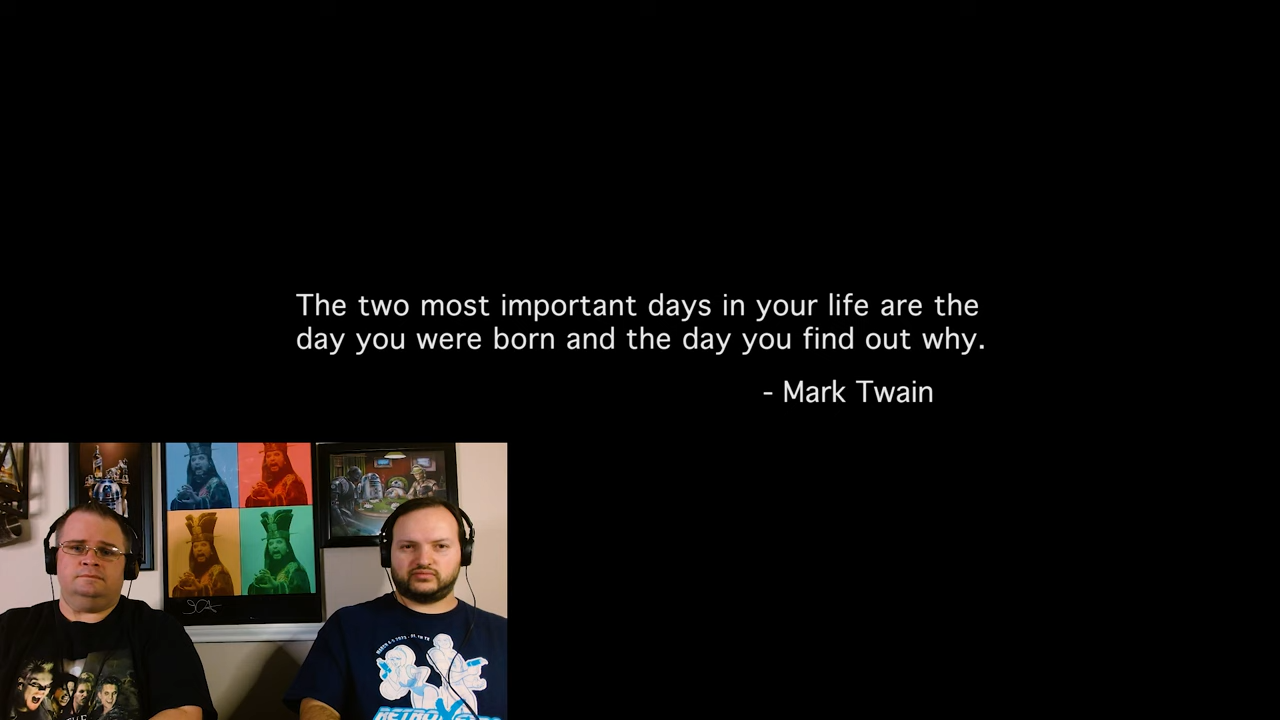 The two most important days in your life are the
day you were born and the day you find out why.
- Mark Twain
THE